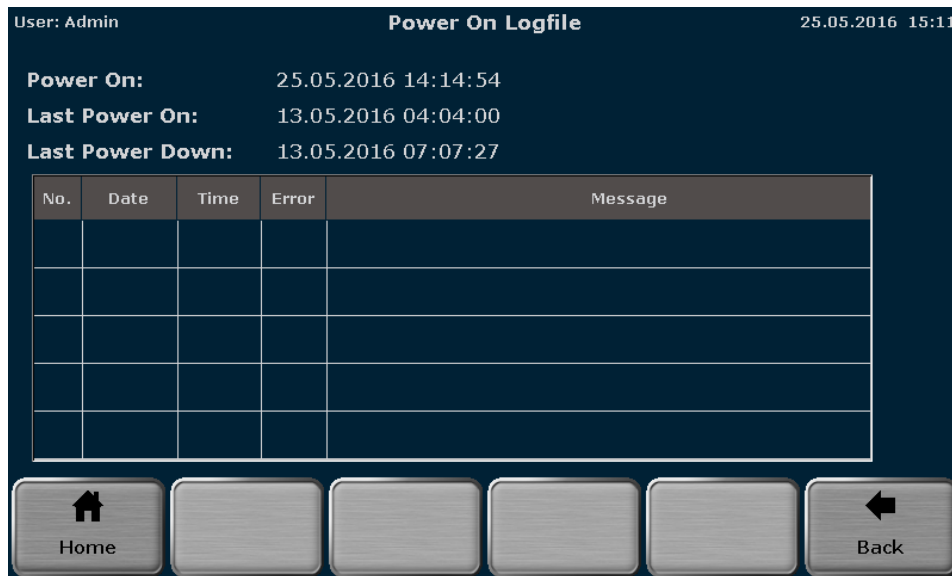 User: Admin Power On Logfile 25.05.2016 15:11
Power On: 25.05.2016 14:14:54
Last Power On: 13.05.2016 04:04:00
Last Power Down: 13.05.2016 07:07:27
No. Date Time Error Message
Home Back